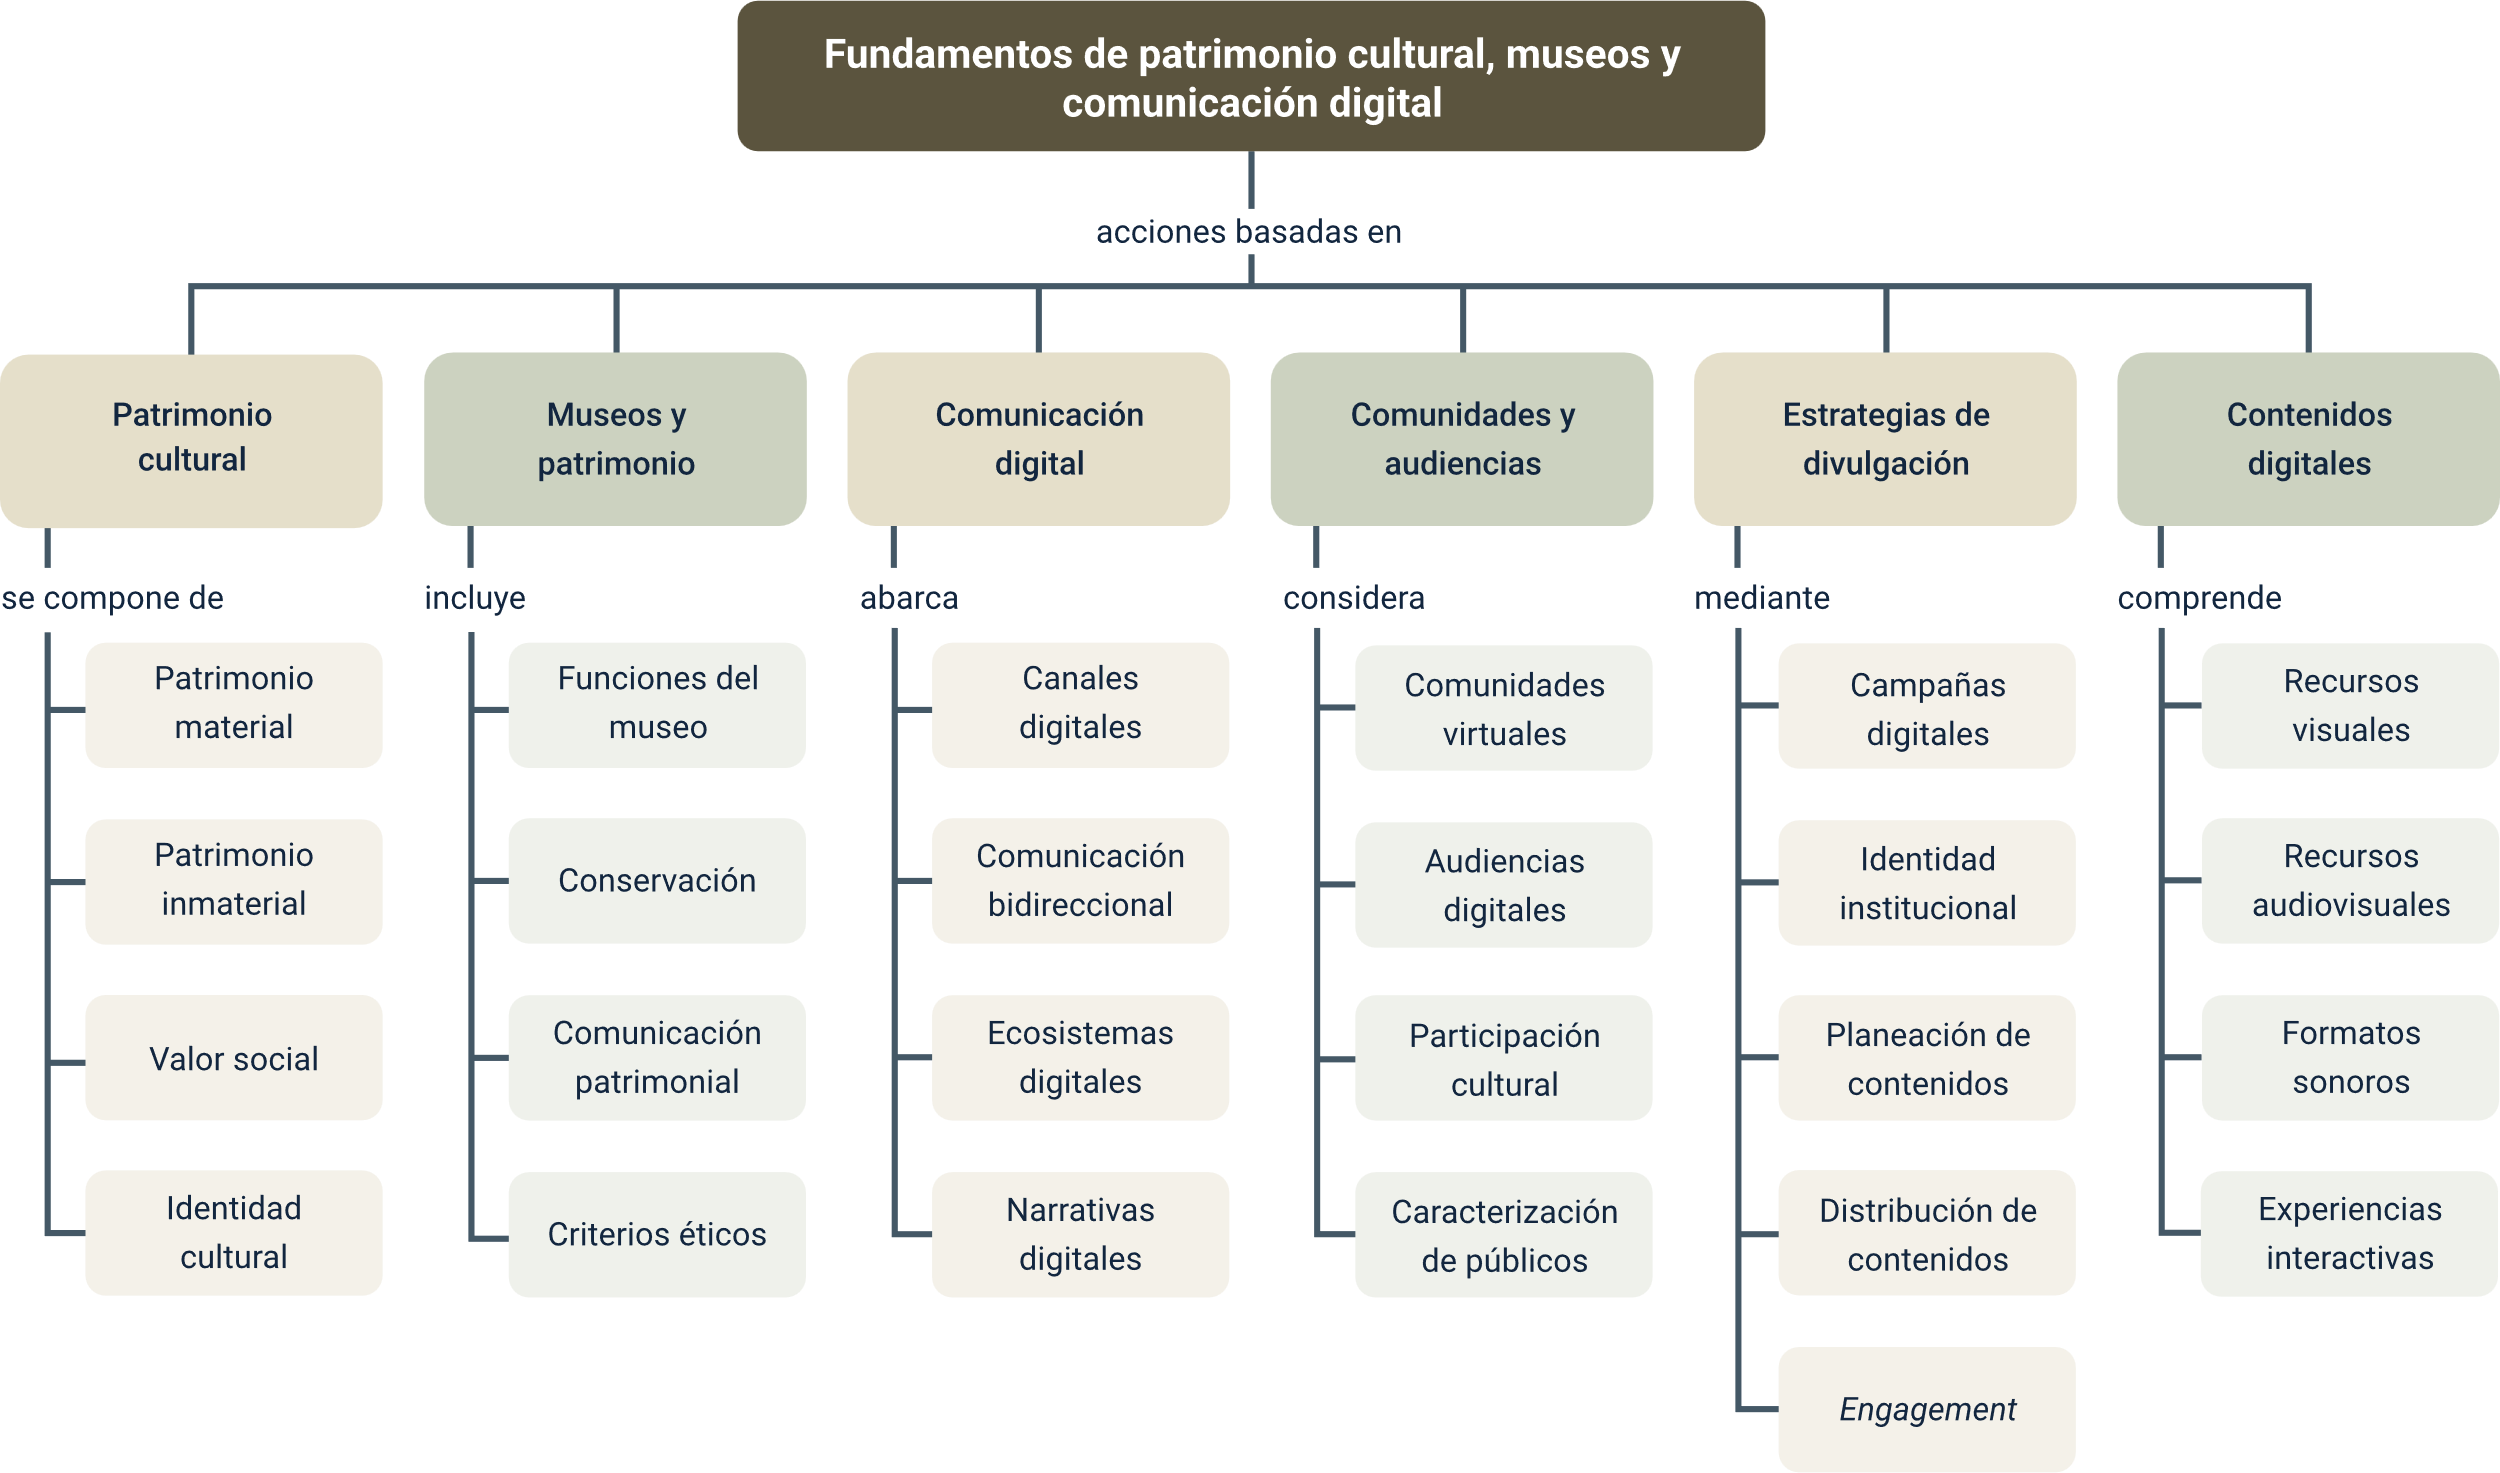 Fundamentos de patrimonio cultural, museos y
comunicación digital
acciones basadas en
Patrimonio
cultural
se compone de
Patrimonio
material
Patrimonio
inmaterial
Valor social
Identidad
cultural
Museos y
patrimonio
incluye
Funciones del
museo
Conservación
Comunicación
patrimonial
Criterios éticos
Comunicación
digital
abarca
Canales
digitales
Comunicación
bidireccional
Ecosistemas
digitales
Narrativas
digitales
Comunidades y
audiencias
considera
Comunidades
virtuales
Audiencias
digitales
Participación
cultural
Caracterización
de públicos
Estrategias de
divulgación
mediante
Campañas
digitales
Identidad
institucional
Planeación de
contenidos
Distribución de
contenidos
Engagement
Contenidos
digitales
comprende
Recursos
visuales
Recursos
audiovisuales
Formatos
sonoros
Experiencias
interactivas